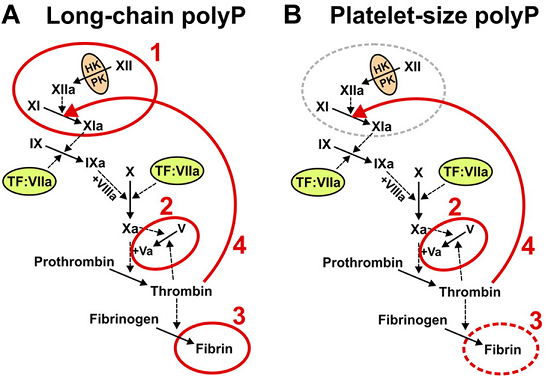 A Long-chain polyP
1
HK
PK
XII
XIIa
XI
XIa
IX
TF:VIIa
IXa
+VIIIa
X
TF:VIIa
2
Xa
V
+Va
4
Prothrombin
Thrombin
Fibrinogen
3
Fibrin
B Platelet-size polyP
HK
PK
XII
XIIa
XI
XIa
IX
TF:VIIa
IXa
+VIIIa
X
TF:VIIa
2
Xa
V
+Va
4
Prothrombin
Thrombin
Fibrinogen
3
Fibrin